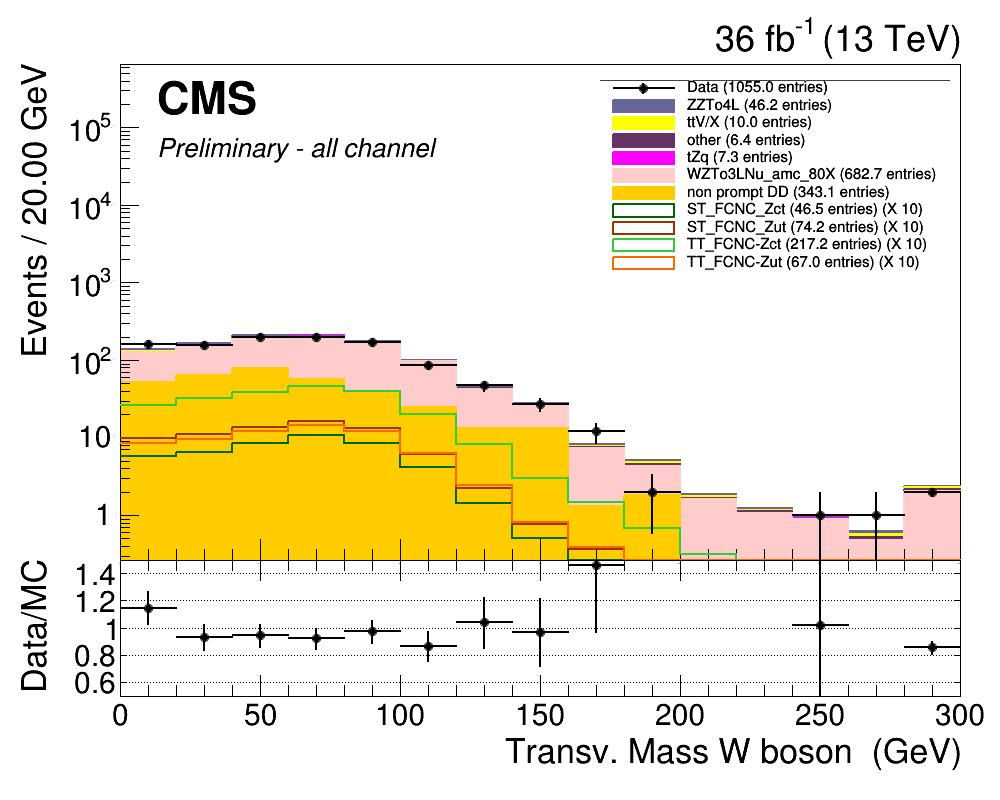 36 fb-1 (13 TeV)
CMS
Preliminary - all channel
Data (1055.0 entries)
ZZTo4L (46.2 entries)
ttV/X (10.0 entries)
other (6.4 entries)
tZq (7.3 entries)
WZTo3LNu_amc_80X (682.7 entries)
non prompt DD (343.1 entries)
ST_FCNC_Zct (46.5 entries) (X 10)
ST_FCNC_Zut (74.2 entries) (X 10)
TT_FCNC-Zct (217.2 entries) (X 10)
TT_FCNC-Zut (67.0 entries) (X 10)
Events / 20.00 GeV
10^5
10^4
10^3
10^2
10
1
Data/MC
1.4
1.2
1
0.8
0.6
0 50 100 150 200 250 300
Transv. Mass W boson (GeV)